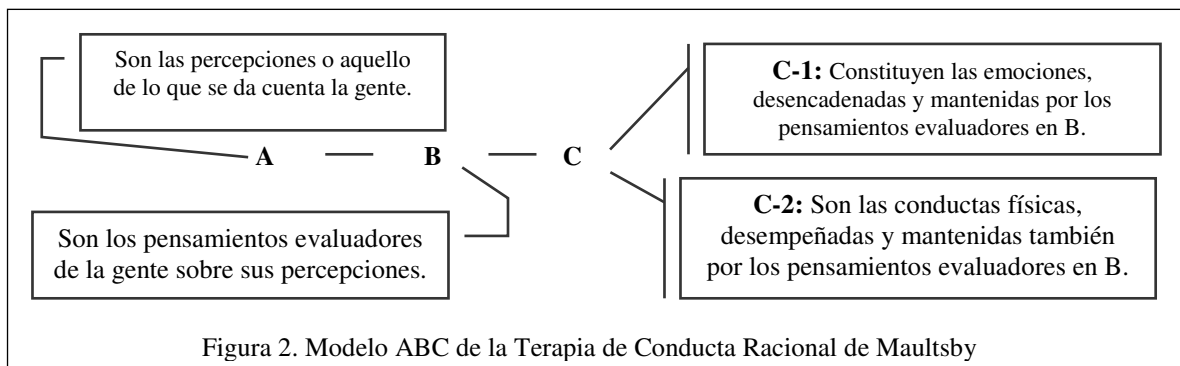 Son las percepciones o aquello
de lo que se da cuenta la gente.
C-1: Constituyen las emociones,
desencadenadas y mantenidas por los
pensamientos evaluadores en B.
A — B — C
Son los pensamientos evaluadores
de la gente sobre sus percepciones.
C-2: Son las conductas físicas,
desempeñadas y mantenidas también
por los pensamientos evaluadores en B.
Figura 2. Modelo ABC de la Terapia de Conducta Racional de Maultsby